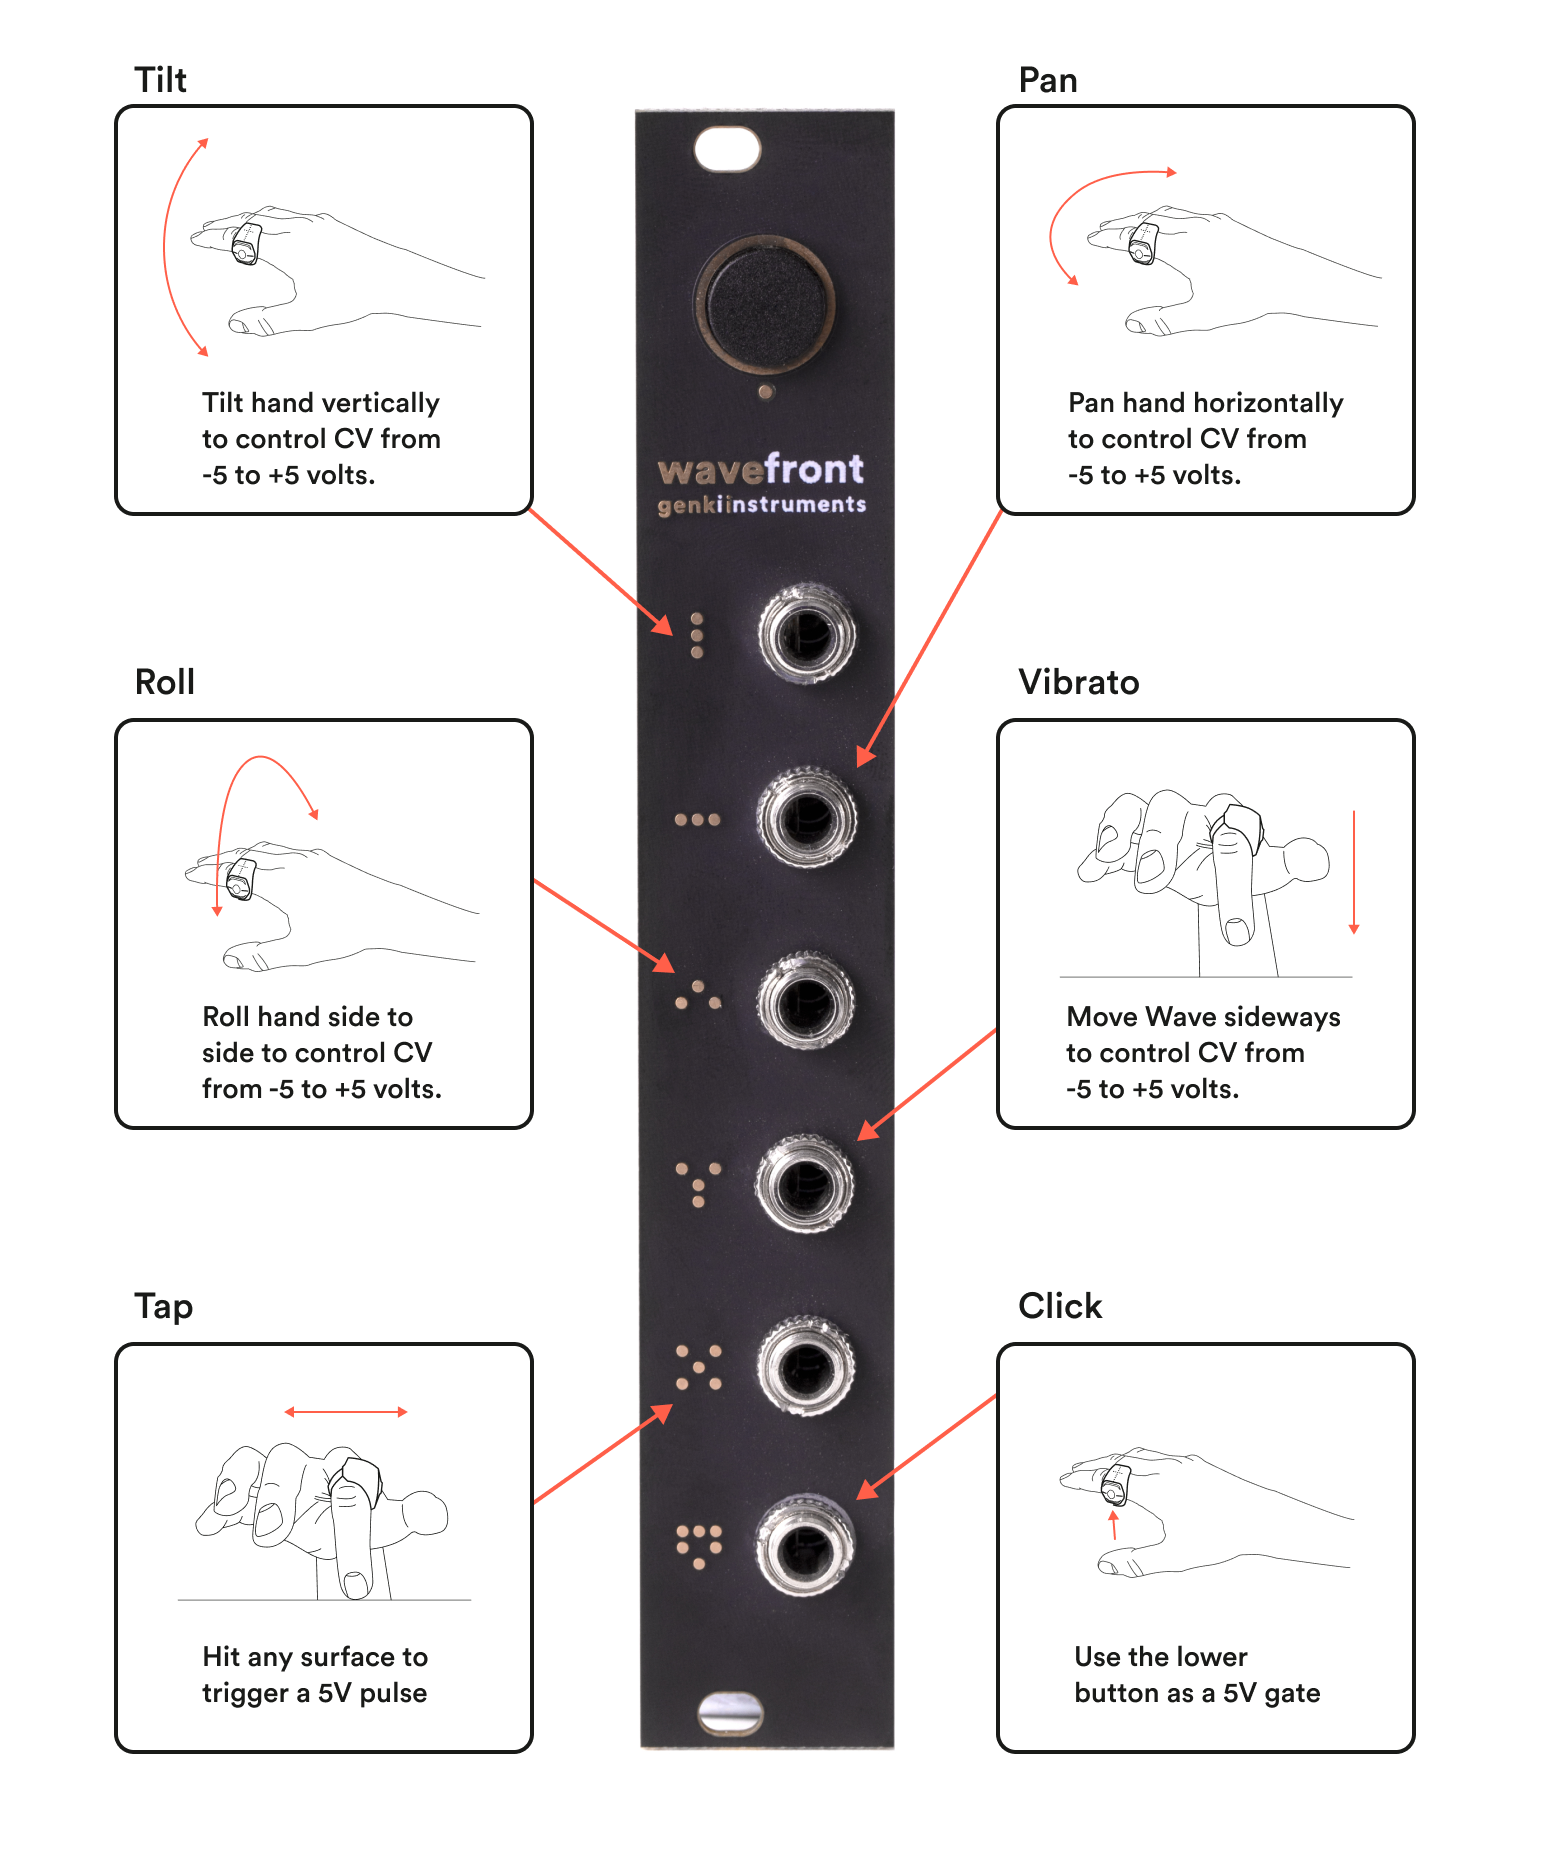 Tilt
Tilt hand vertically
to control CV from
-5 to +5 volts.
Pan
Pan hand horizontally
to control CV from
-5 to +5 volts.
wavefront
genkiinstruments
Roll
Roll hand side to
side to control CV
from -5 to +5 volts.
Vibrato
Move Wave sideways
to control CV from
-5 to +5 volts.
Tap
Hit any surface to
trigger a 5V pulse
Click
Use the lower
button as a 5V gate